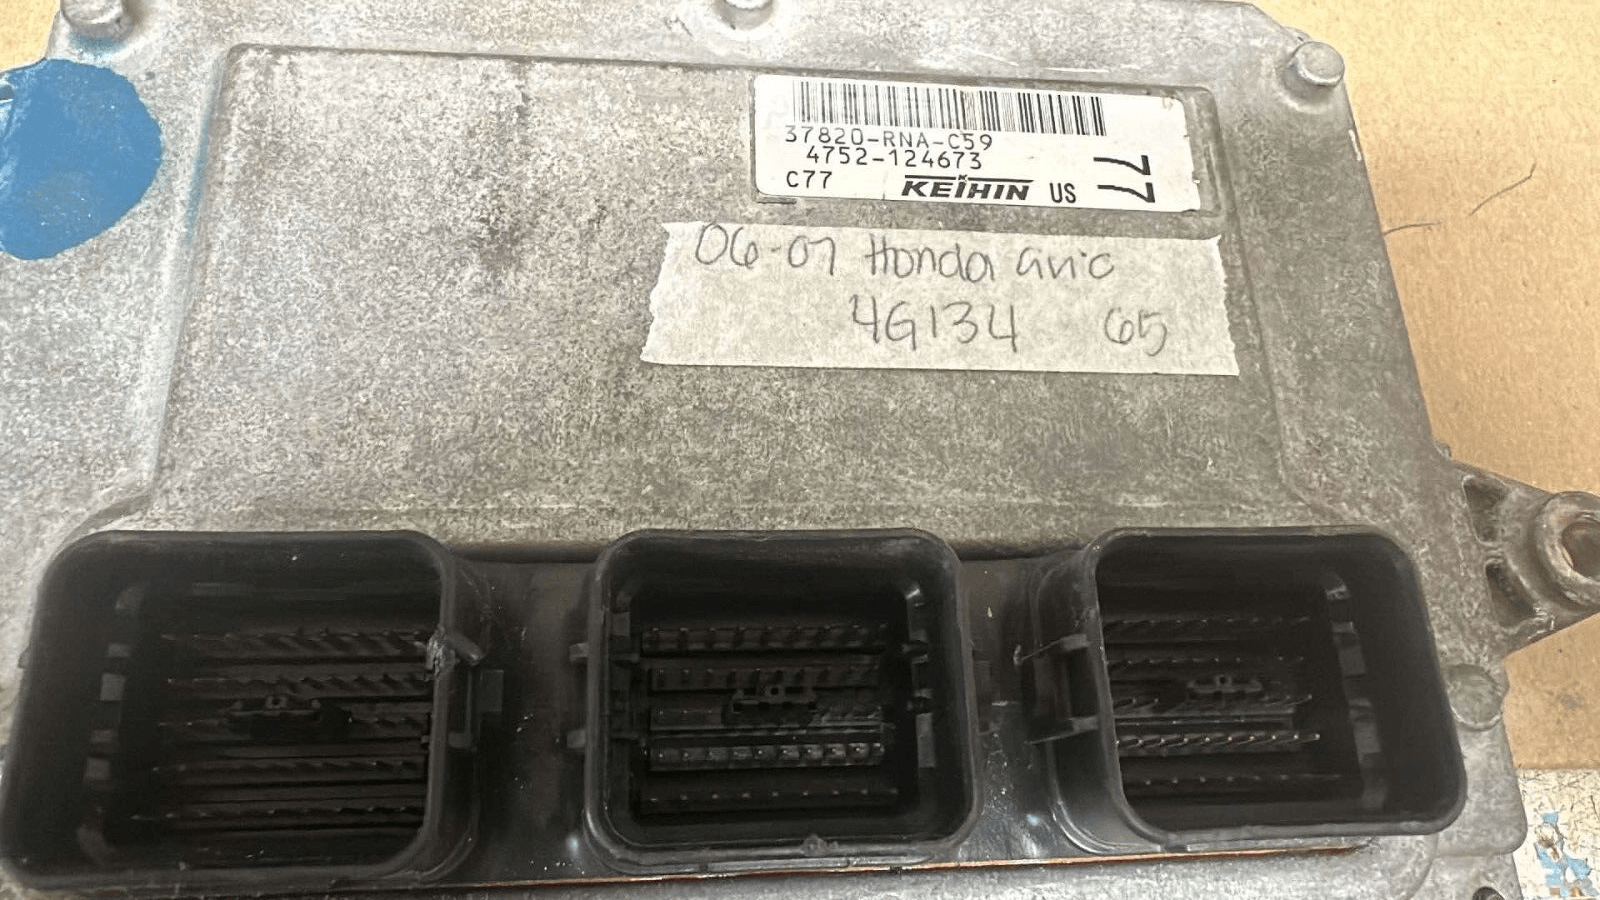 37820-RNA-C59
4752-124673
C77 KEIHIN US
77
06-07 Honda Civic
4G134 65